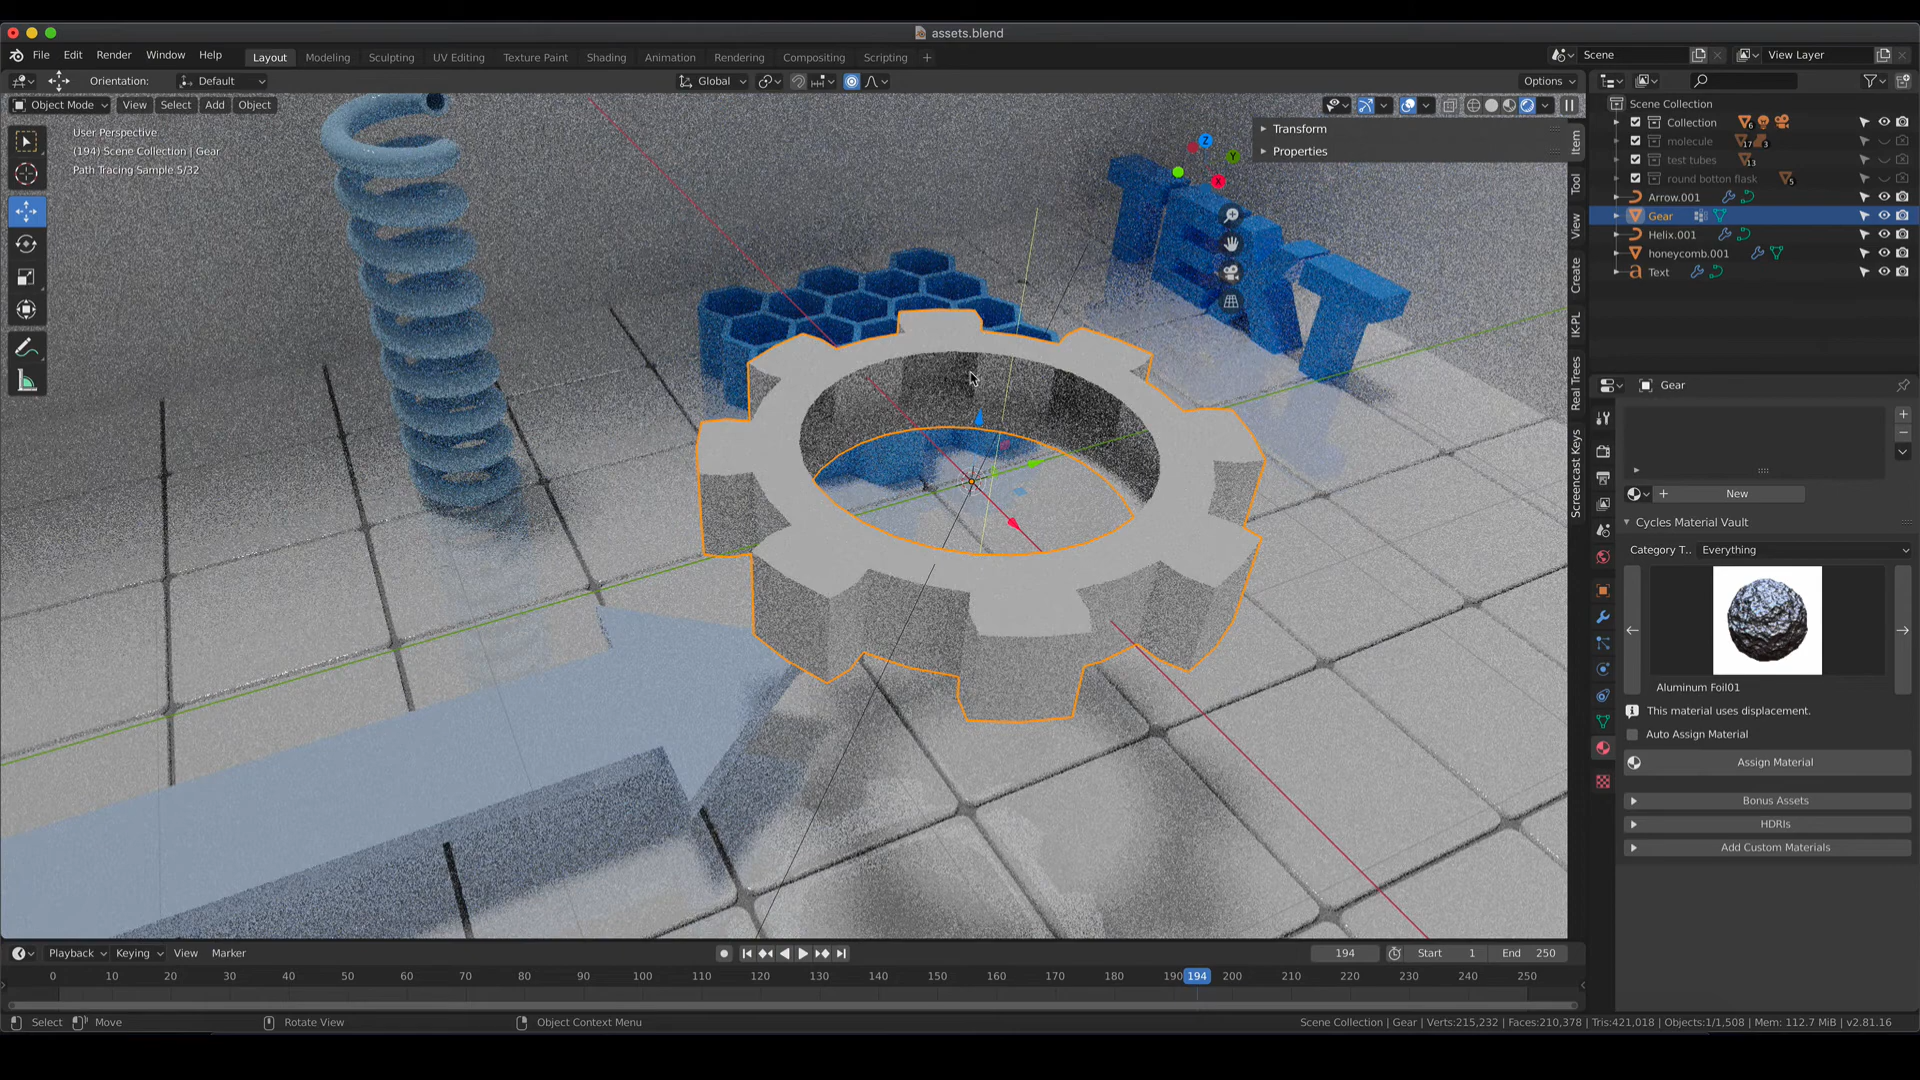 assets.blend
File Edit Render Window Help Layout Modeling Sculpting UV Editing Texture Paint Shading Animation Rendering Compositing Scripting + Scene View Layer
Orientation: Default Global Options
Object Mode View Select Add Object
User Perspective
(194) Scene Collection | Gear
Path Tracing Sample 5/32
TEXT
Transform
Properties
Item
Tool
View
Create
IK-PL
Real Trees
Screencast Keys
Scene Collection
Collection 6
molecule 17 3
test tubes 13
round botton flask 5
Arrow.001
Gear
Helix.001
honeycomb.001
Text
Gear
New
Cycles Material Vault
Category T.. Everything
Aluminum Foil01
This material uses displacement.
Auto Assign Material
Assign Material
Bonus Assets
HDRIs
Add Custom Materials
Playback Keying View Marker 194 Start 1 End 250
0 10 20 30 40 50 60 70 80 90 100 110 120 130 140 150 160 170 180 190 194 200 210 220 230 240 250
Select Move Rotate View Object Context Menu Scene Collection | Gear | Verts:215,232 | Faces:210,378 | Tris:421,018 | Objects:1/1,508 | Mem: 112.7 MiB | v2.81.16